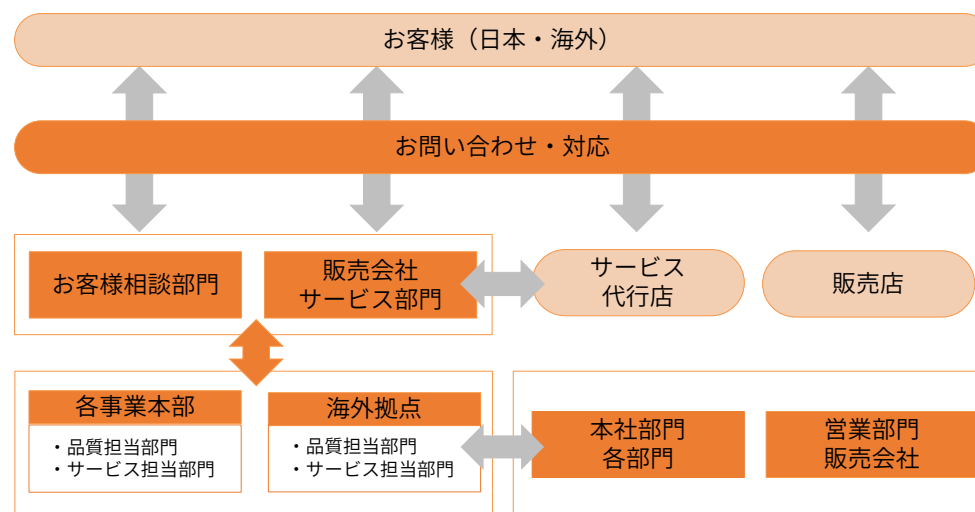 お客様（日本・海外）
お問い合わせ・対応
お客様相談部門
販売会社
サービス部門
サービス
代行店
販売店
各事業本部
・品質担当部門
・サービス担当部門
海外拠点
・品質担当部門
・サービス担当部門
本社部門
各部門
営業部門
販売会社